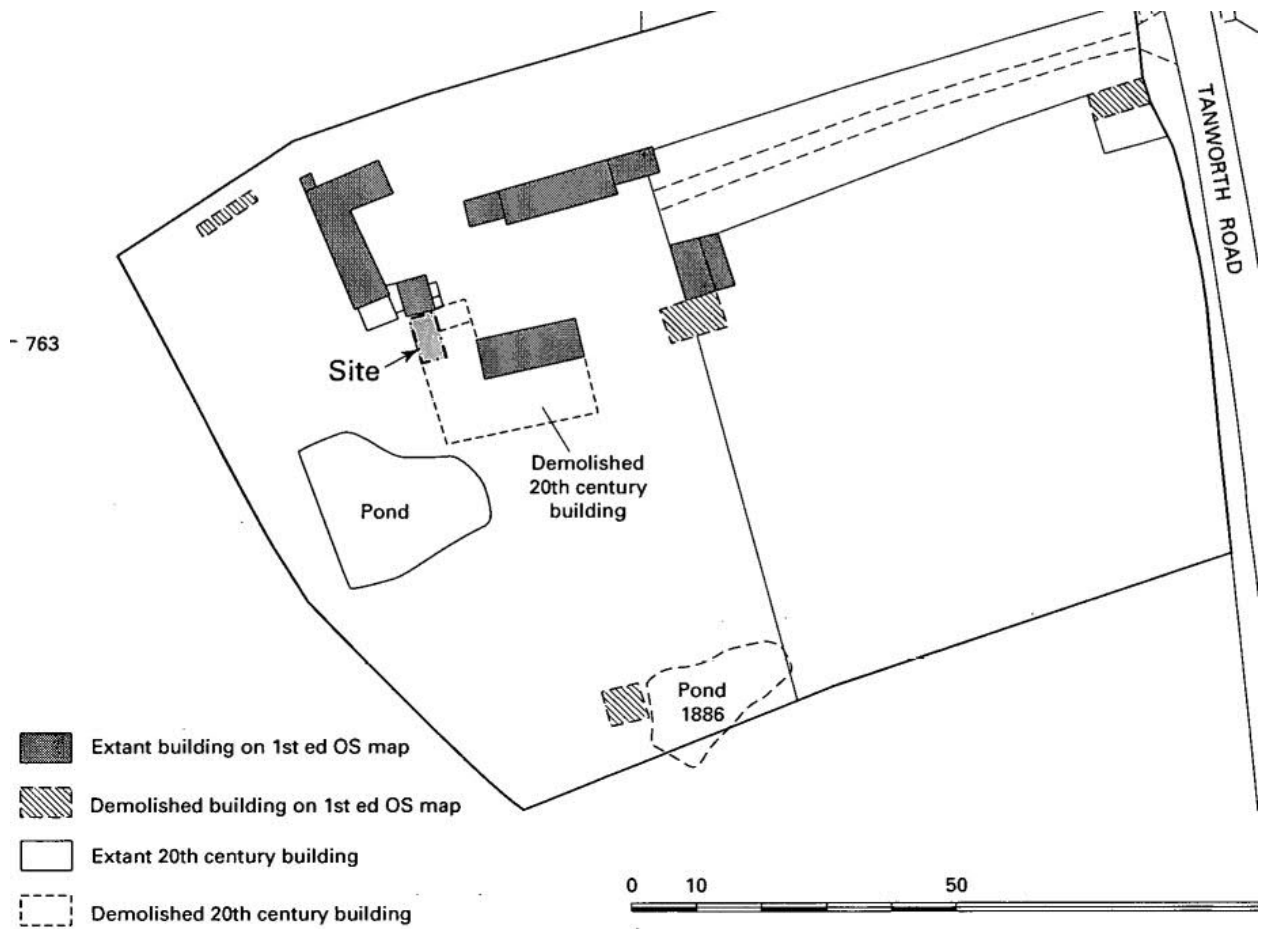 TANWORTH ROAD
- 763
Site
Demolished
20th century
building
Pond
Pond
1886
Extant building on 1st ed OS map
Demolished building on 1st ed OS map
Extant 20th century building
Demolished 20th century building
0 10 50